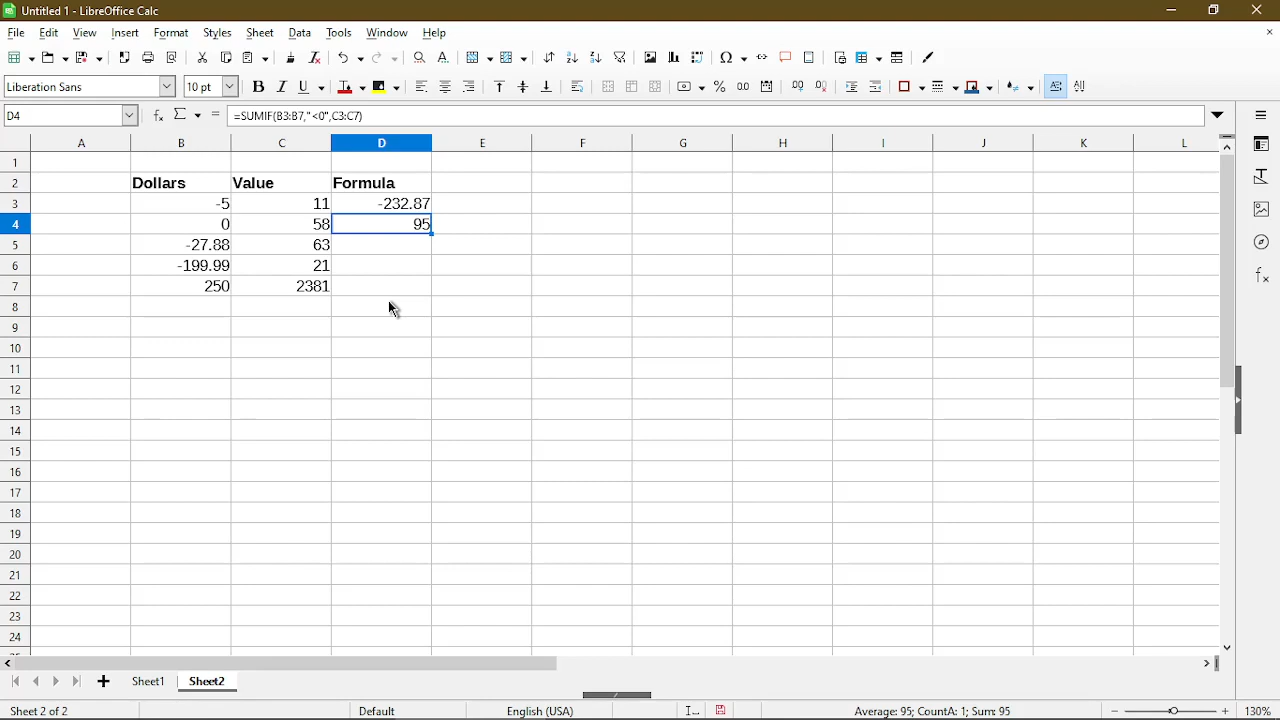 Untitled 1 - LibreOffice Calc
File Edit View Insert Format Styles Sheet Data Tools Window Help
Liberation Sans 10 pt
D4 =SUMIF(B3:B7,"<0",C3:C7)
A B C D E F G H I J K L
1
2 Dollars Value Formula
3 -5 11 -232.87
4 0 58 95
5 -27.88 63
6 -199.99 21
7 250 2381
8
9
10
11
12
13
14
15
16
17
18
19
20
21
22
23
24
Sheet1 Sheet2
Sheet 2 of 2 Default English (USA) Average: 95; CountA: 1; Sum: 95 130%